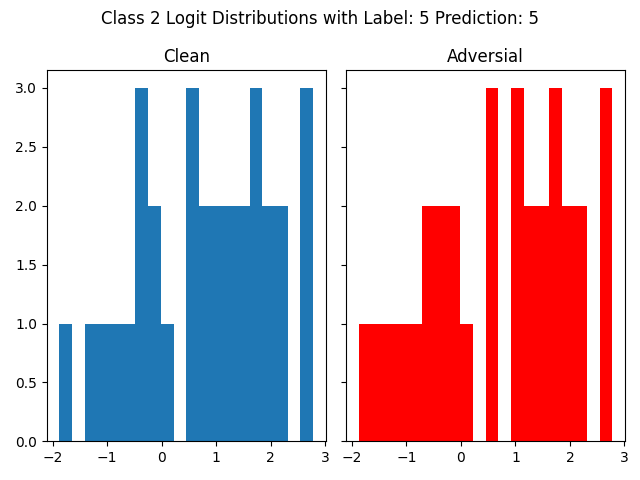 Class 2 Logit Distributions with Label: 5 Prediction: 5
Clean
Adversial
3.0
2.5
2.0
1.5
1.0
0.5
0.0
−2 −1 0 1 2 3
−2 −1 0 1 2 3